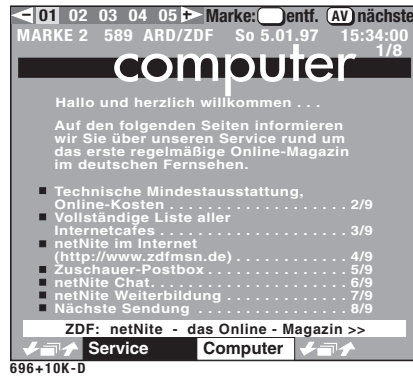 01 02 03 04 05 + Marke: entf. AV nächste
MARKE 2 589 ARD/ZDF So 5.01.97 15:34:00
1/8
computer
Hallo und herzlich willkommen . . .
Auf den folgenden Seiten informieren
wir Sie über unseren Service rund um
das erste regelmäßige Online-Magazin
im deutschen Fernsehen.
Technische Mindestausstattung,
Online-Kosten . . . . . . . . . . . . . . . . . . . 2/9
Vollständige Liste aller
Internetcafes . . . . . . . . . . . . . . . . . . . . 3/9
netNite im Internet
(http://www.zdfmsn.de) . . . . . . . . . . . 4/9
Zuschauer-Postbox . . . . . . . . . . . . . . 5/9
netNite Chat. . . . . . . . . . . . . . . . . . . . . 6/9
netNite Weiterbildung . . . . . . . . . . . . 7/9
Nächste Sendung . . . . . . . . . . . . . . . . 8/9
ZDF: netNite - das Online - Magazin >>
Service Computer
696+10K-D